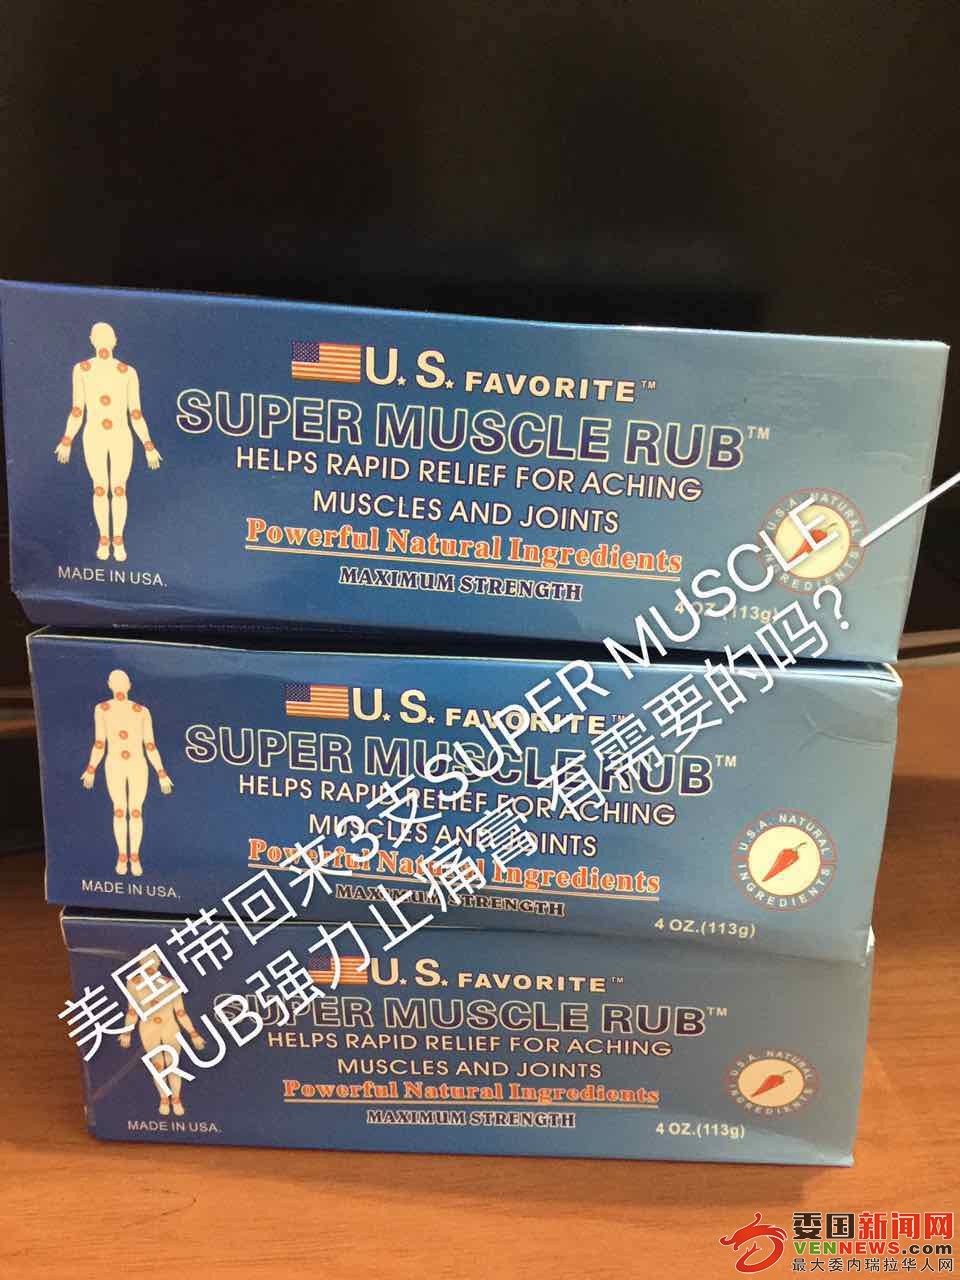 U.S. FAVORITE™
SUPER MUSCLE RUB™
HELPS RAPID RELIEF FOR ACHING
MUSCLES AND JOINTS
Powerful Natural Ingredients
MAXIMUM STRENGTH
MADE IN USA.
U.S.A. NATURAL INGREDIENTS
4 OZ.(113g)
U.S. FAVORITE™
SUPER MUSCLE RUB™
HELPS RAPID RELIEF FOR ACHING
MUSCLES AND JOINTS
Powerful Natural Ingredients
MAXIMUM STRENGTH
MADE IN USA.
U.S.A. NATURAL INGREDIENTS
4 OZ.(113g)
U.S. FAVORITE™
SUPER MUSCLE RUB™
HELPS RAPID RELIEF FOR ACHING
MUSCLES AND JOINTS
Powerful Natural Ingredients
MAXIMUM STRENGTH
MADE IN USA.
U.S.A. NATURAL INGREDIENTS
4 OZ.(113g)
美国带回来3支SUPER MUSCLE
RUB强力止痛膏 有需要的吗?
委国新闻网
VENNEWS.com
最大委内瑞拉华人网